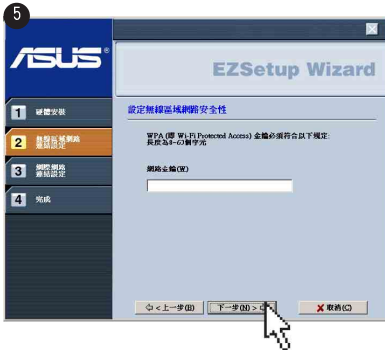 5
ASUS®
EZSetup Wizard
1 硬體安裝
2 無線區域網路
連線設定
3 網際網路
連結設定
4 完成
設定無線區域網路安全性
WPA (即 Wi-Fi Protected Access) 金鑰必須符合以下規定:
長度為8~63個字元
網路金鑰(W)
<上一步(B)
下一步(N) >
取消(C)